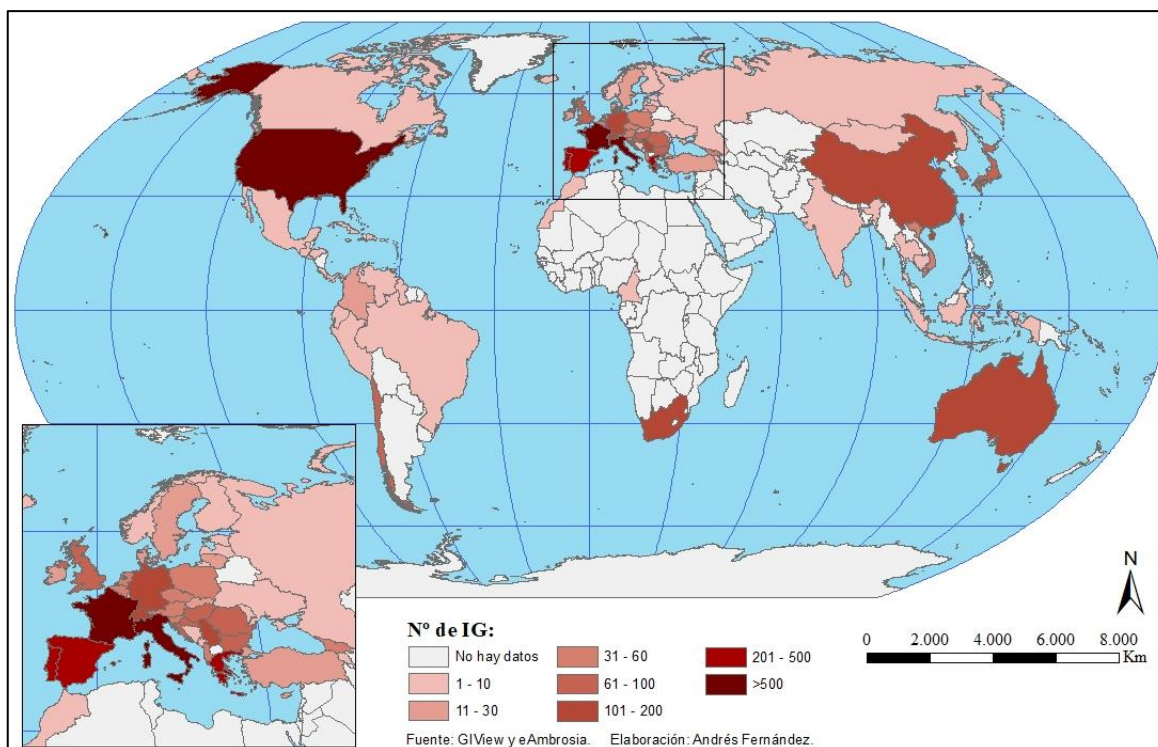 N
Nº de IG:
No hay datos
1 - 10
11 - 30
31 - 60
61 - 100
101 - 200
201 - 500
>500
0 2.000 4.000 6.000 8.000
Km
Fuente: GIView y eAmbrosia. Elaboración: Andrés Fernández.